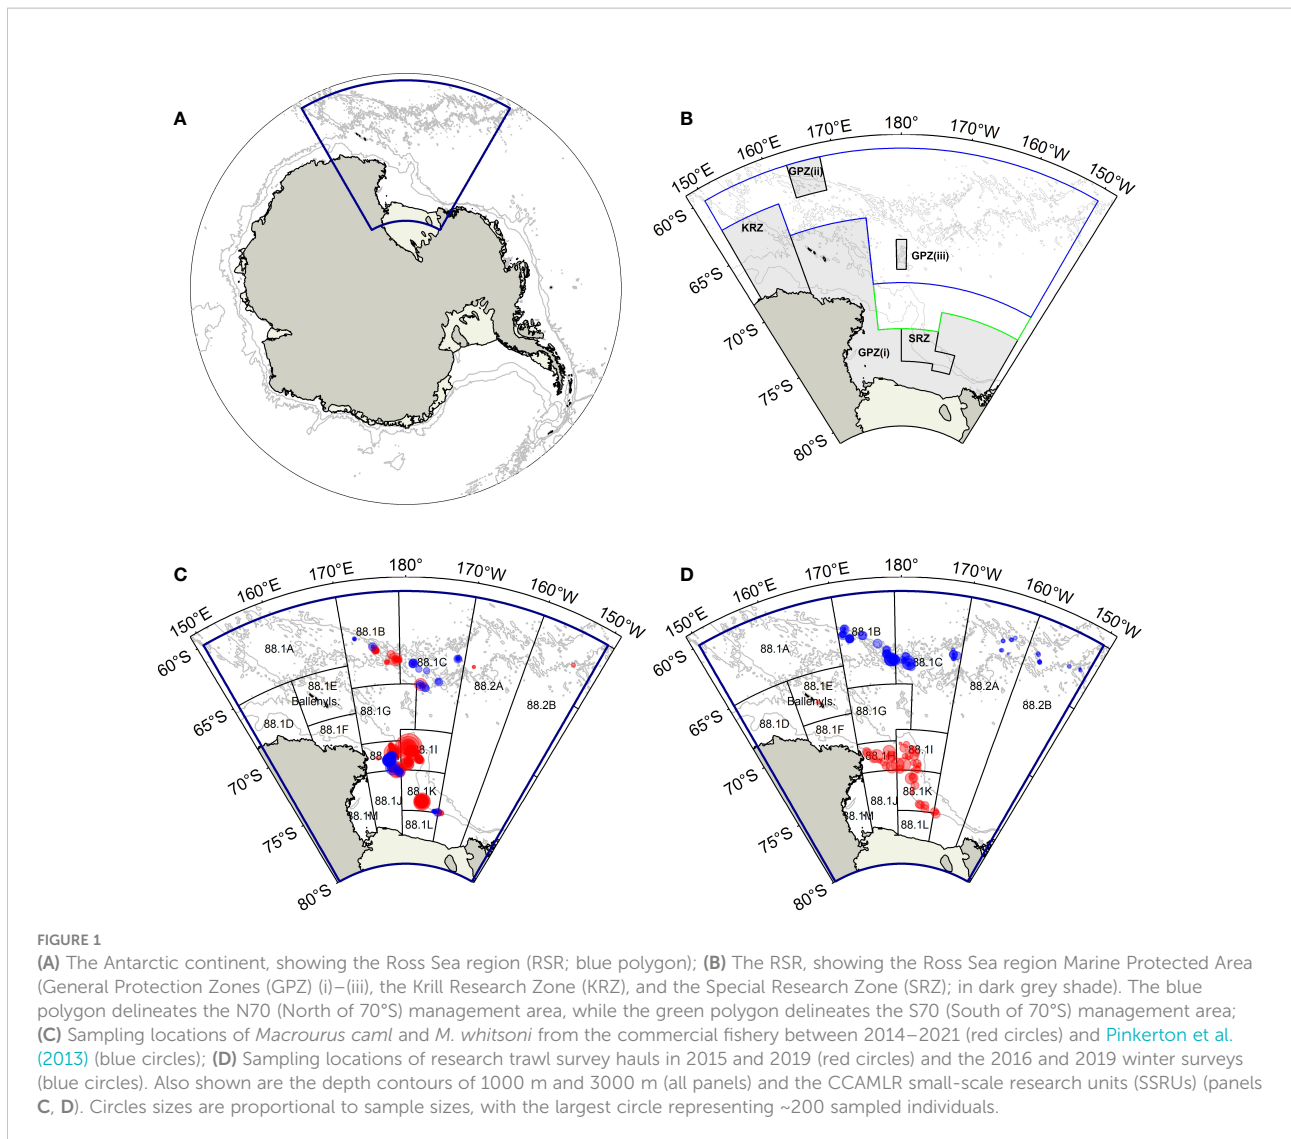 A
B
150°E
160°E
170°E
180°
170°W
160°W
150°W
60°S
65°S
70°S
75°S
80°S
GPZ(ii)
KRZ
GPZ(iii)
SRZ
GPZ(i)
C
150°E
160°E
170°E
180°
170°W
160°W
150°W
60°S
65°S
70°S
75°S
80°S
88.1A
88.1B
88.1C
88.2A
88.2B
88.1E
BallenyIs.
88.1D
88.1F
88.1G
88.
8.1I
88.1J
88.1K
88.1M
88.1L
D
150°E
160°E
170°E
180°
170°W
160°W
150°W
60°S
65°S
70°S
75°S
80°S
88.1A
88.1B
88.1C
88.2A
88.2B
88.1E
BallenyIs.
88.1D
88.1F
88.1G
88.1H
88.1I
88.1J
88.1K
88.1M
88.1L
FIGURE 1
(A) The Antarctic continent, showing the Ross Sea region (RSR; blue polygon); (B) The RSR, showing the Ross Sea region Marine Protected Area
(General Protection Zones (GPZ) (i)–(iii), the Krill Research Zone (KRZ), and the Special Research Zone (SRZ); in dark grey shade). The blue
polygon delineates the N70 (North of 70°S) management area, while the green polygon delineates the S70 (South of 70°S) management area;
(C) Sampling locations of Macrourus caml and M. whitsoni from the commercial fishery between 2014–2021 (red circles) and Pinkerton et al.
(2013) (blue circles); (D) Sampling locations of research trawl survey hauls in 2015 and 2019 (red circles) and the 2016 and 2019 winter surveys
(blue circles). Also shown are the depth contours of 1000 m and 3000 m (all panels) and the CCAMLR small-scale research units (SSRUs) (panels
C, D). Circles sizes are proportional to sample sizes, with the largest circle representing ~200 sampled individuals.